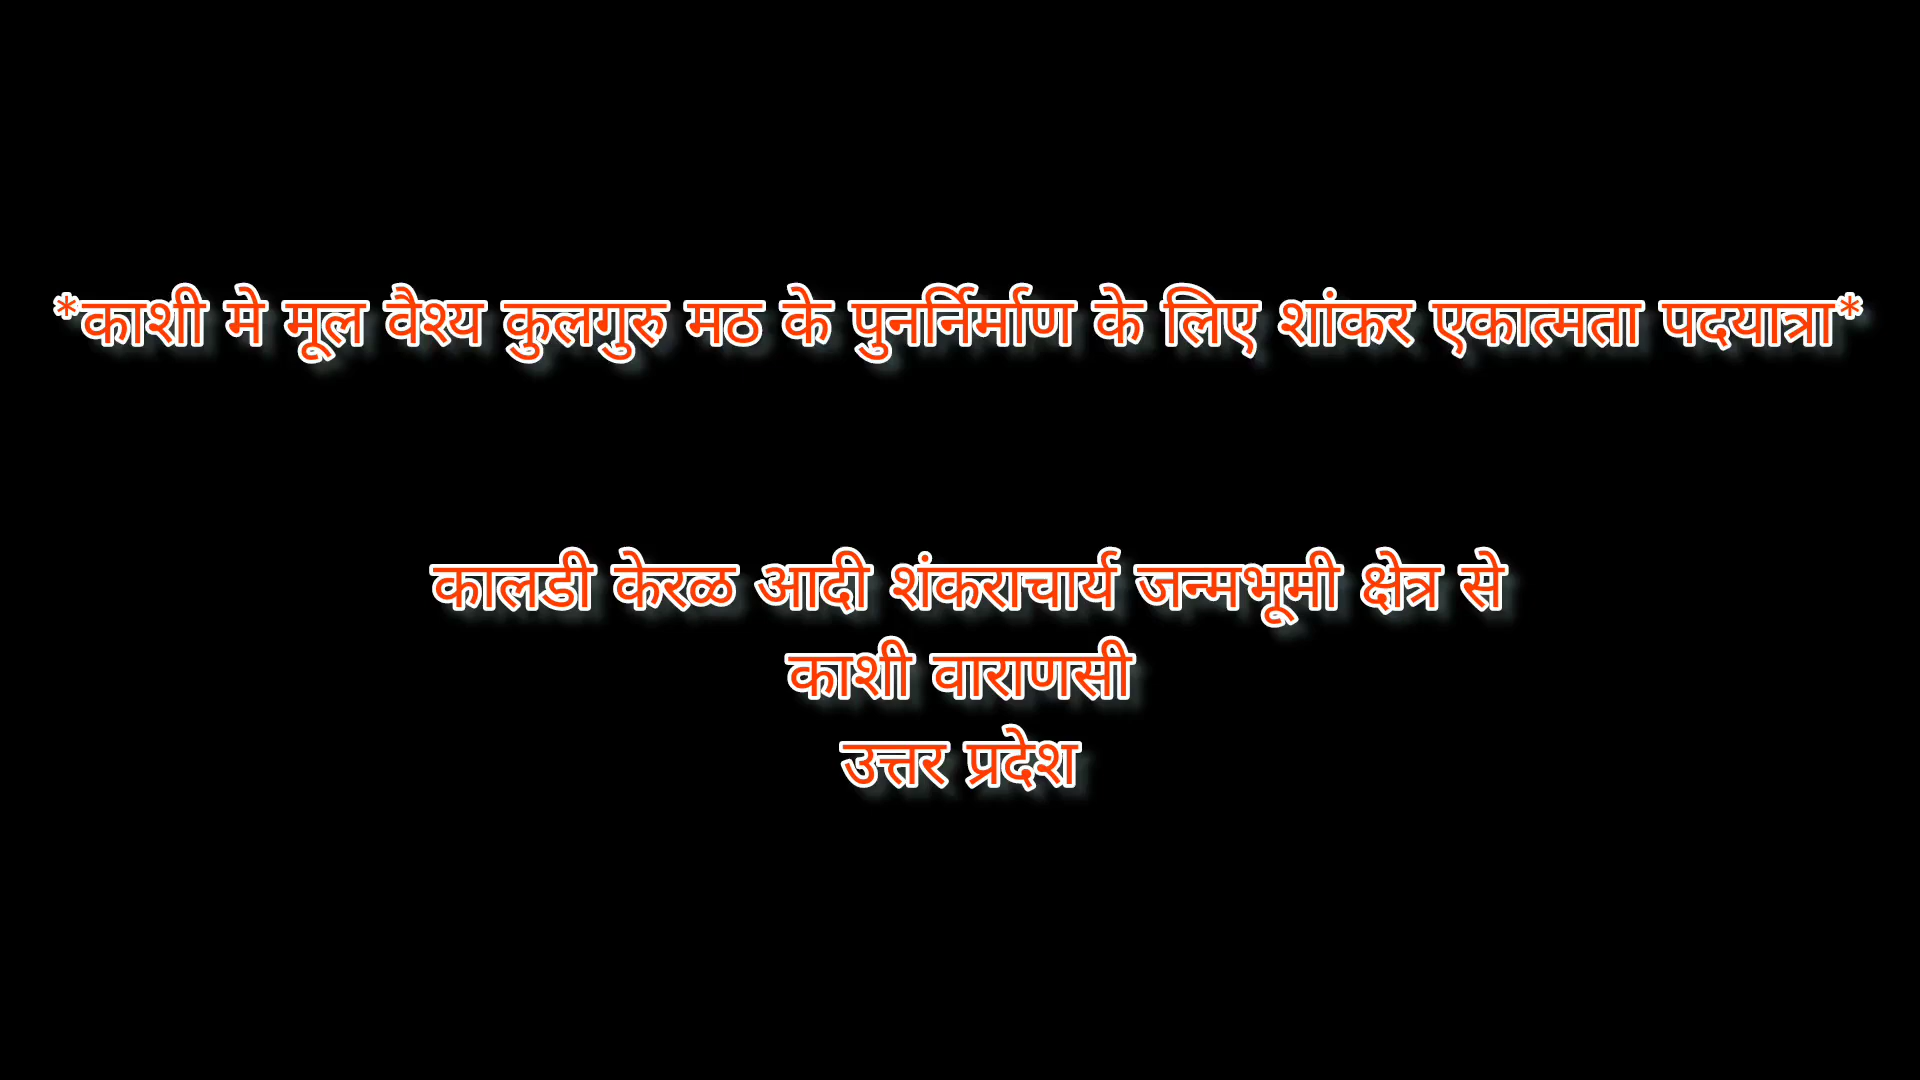 *काशी मे मूल वैश्य कुलगुरु मठ के पुनर्निर्माण के लिए शांकर एकात्मता पदयात्रा*
कालडी केरळ आदी शंकराचार्य जन्मभूमी क्षेत्र से
काशी वाराणसी
उत्तर प्रदेश